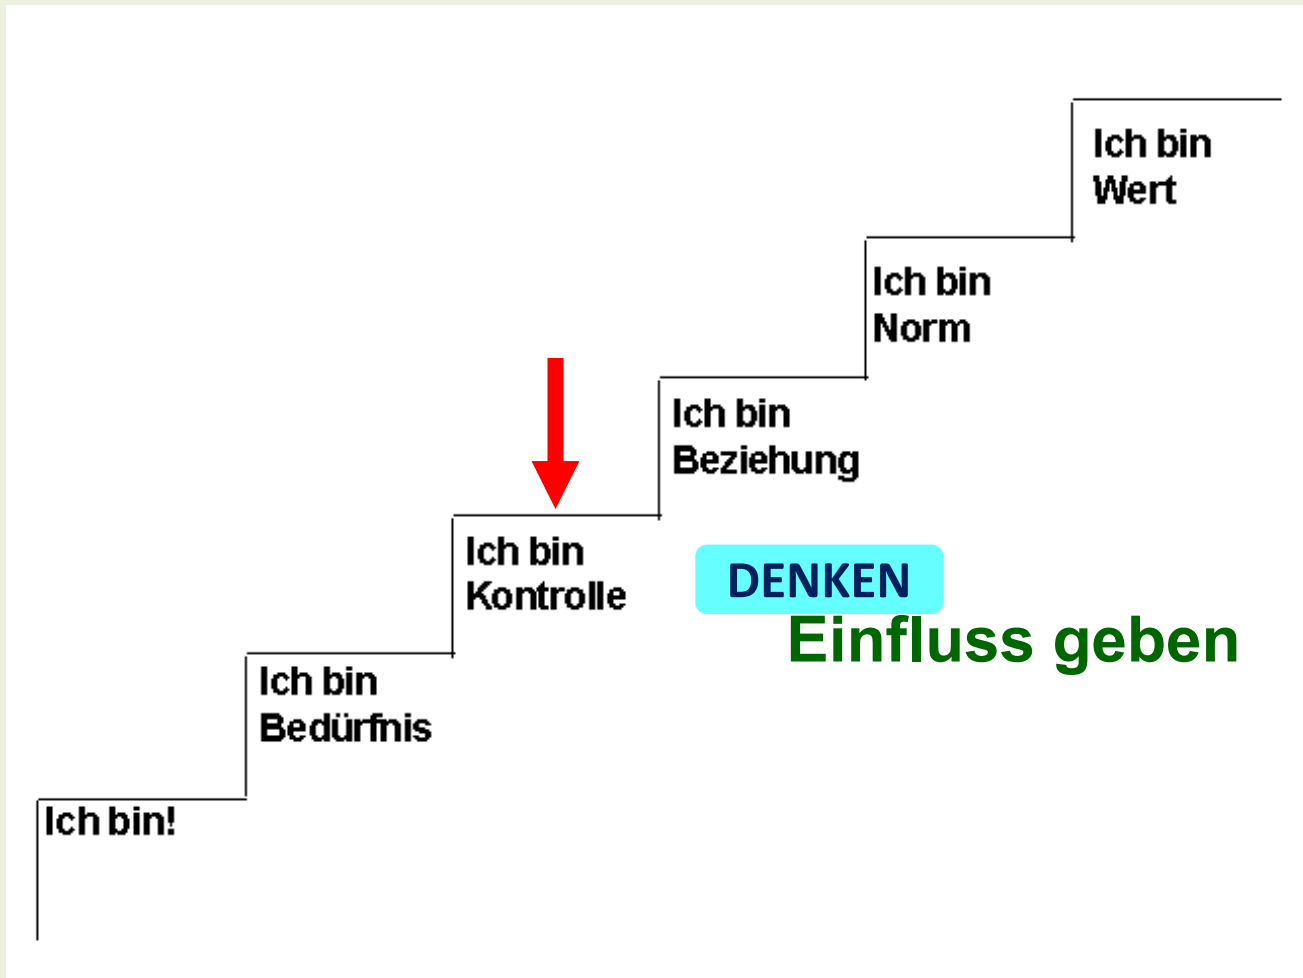 Ich bin
Wert
Ich bin
Norm
Ich bin
Beziehung
Ich bin
Kontrolle
DENKEN
Einfluss geben
Ich bin
Bedürfnis
Ich bin!